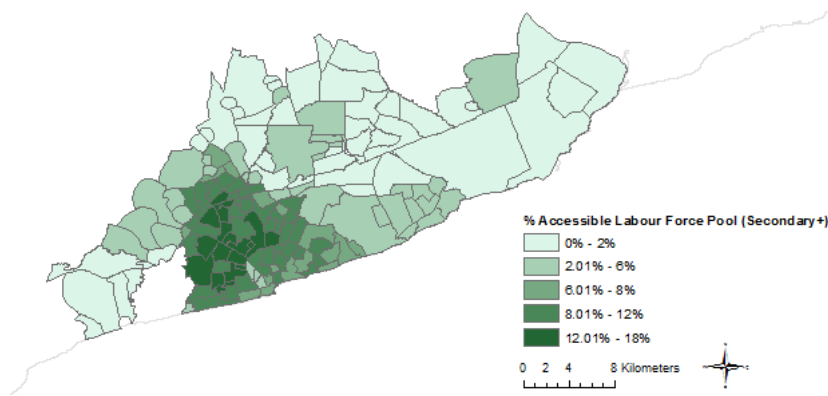 % Accessible Labour Force Pool (Secondary+)
0% - 2%
2.01% - 6%
6.01% - 8%
8.01% - 12%
12.01% - 18%
0 2 4 8 Kilometers